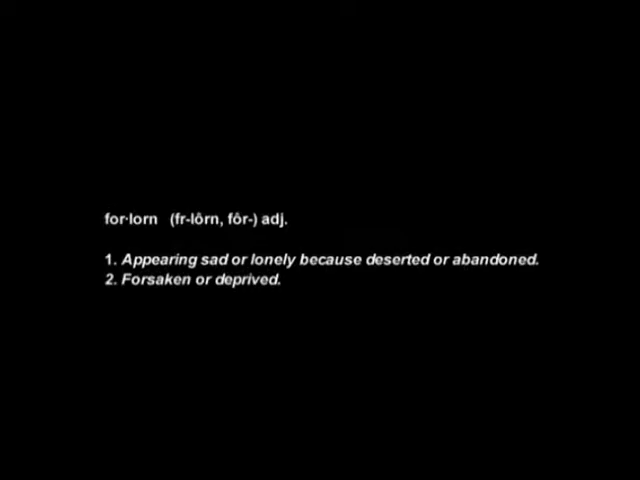 for·lorn (fr-lôrn, fôr-) adj.
1. Appearing sad or lonely because deserted or abandoned.
2. Forsaken or deprived.